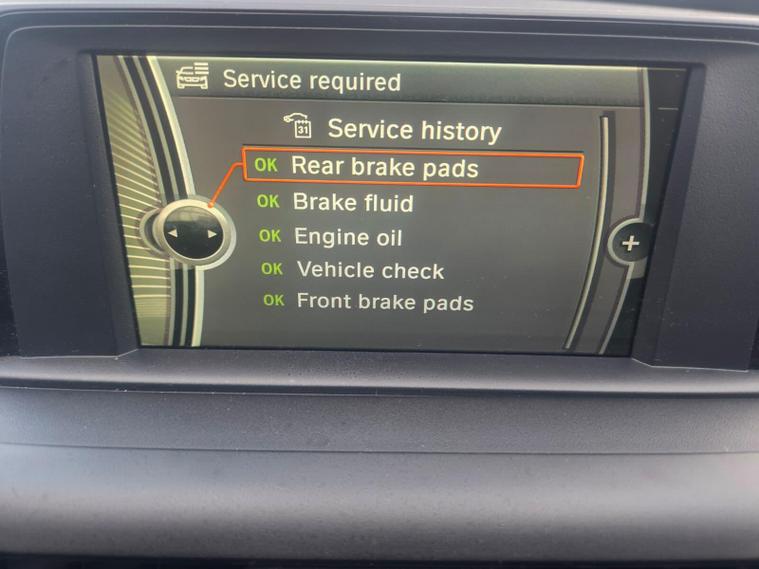 Service required
31 Service history
OK Rear brake pads
OK Brake fluid
OK Engine oil
OK Vehicle check
OK Front brake pads